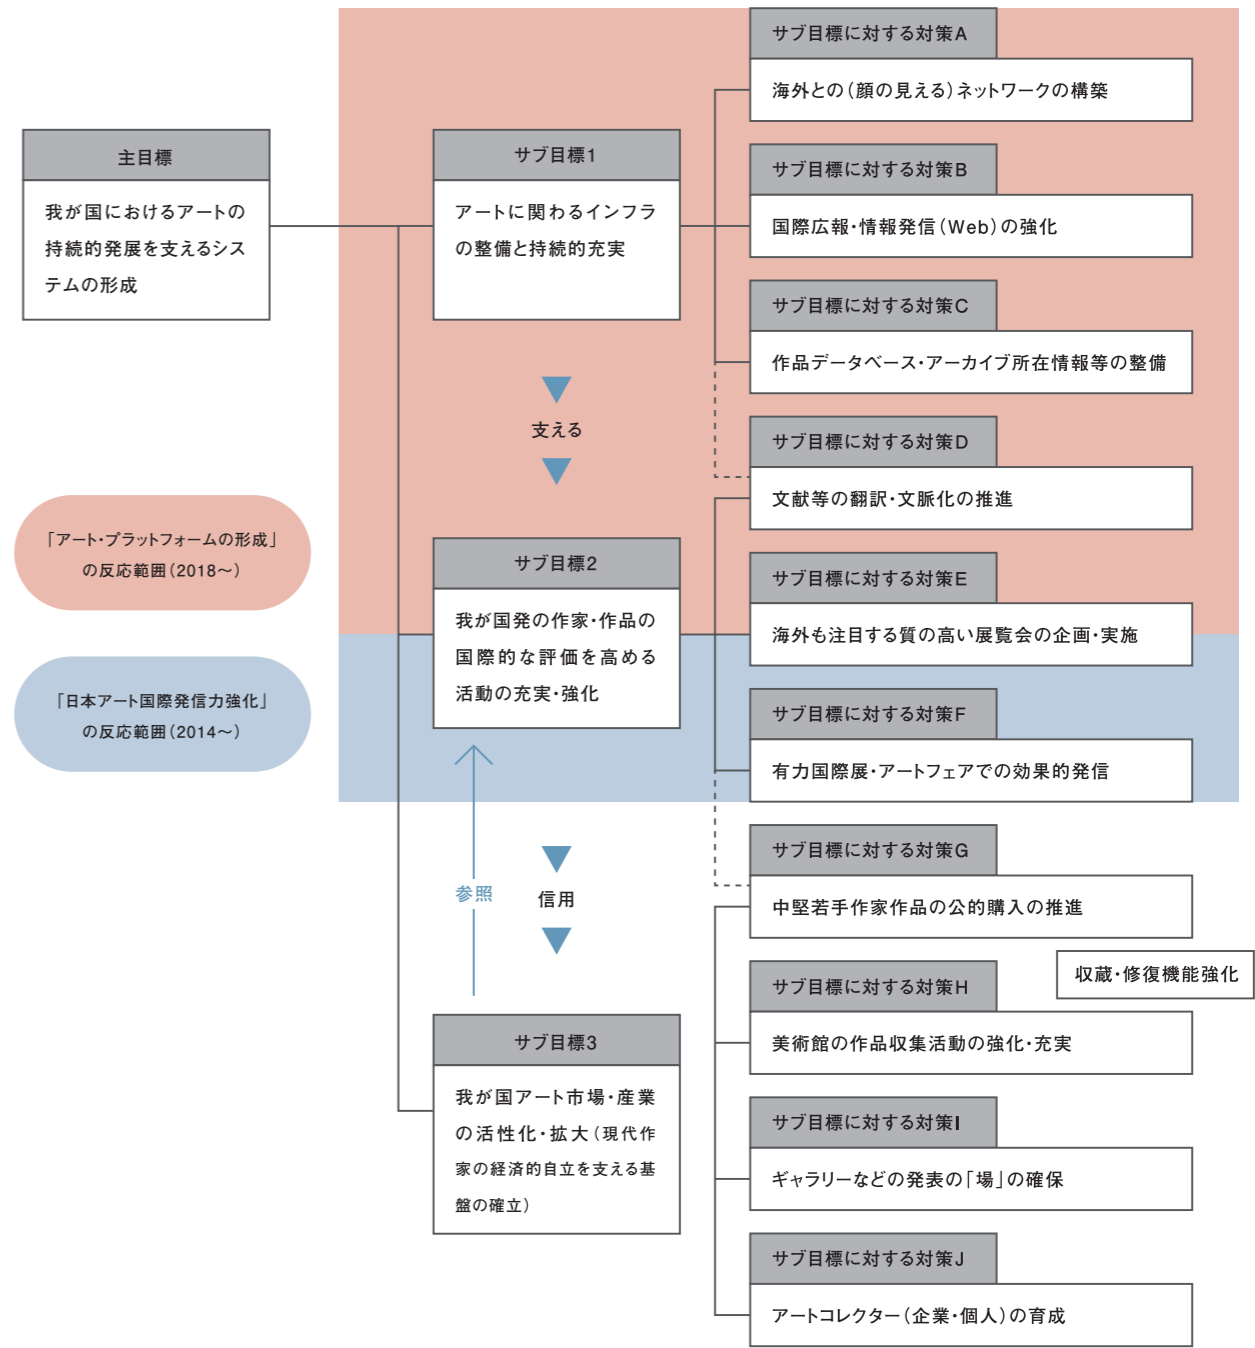 主目標
我が国におけるアートの
持続的発展を支えるシス
テムの形成
「アート・プラットフォームの形成」
の反応範囲（2018～）
「日本アート国際発信力強化」
の反応範囲（2014～）
サブ目標1
アートに関わるインフラ
の整備と持続的充実
支える
サブ目標2
我が国発の作家・作品の
国際的な評価を高める
活動の充実・強化
参照
信用
サブ目標3
我が国アート市場・産業
の活性化・拡大（現代作
家の経済的自立を支える基
盤の確立）
サブ目標に対する対策A
海外との（顔の見える）ネットワークの構築
サブ目標に対する対策B
国際広報・情報発信（Web）の強化
サブ目標に対する対策C
作品データベース・アーカイブ所在情報等の整備
サブ目標に対する対策D
文献等の翻訳・文脈化の推進
サブ目標に対する対策E
海外も注目する質の高い展覧会の企画・実施
サブ目標に対する対策F
有力国際展・アートフェアでの効果的発信
サブ目標に対する対策G
中堅若手作家作品の公的購入の推進
収蔵・修復機能強化
サブ目標に対する対策H
美術館の作品収集活動の強化・充実
サブ目標に対する対策I
ギャラリーなどの発表の「場」の確保
サブ目標に対する対策J
アートコレクター（企業・個人）の育成